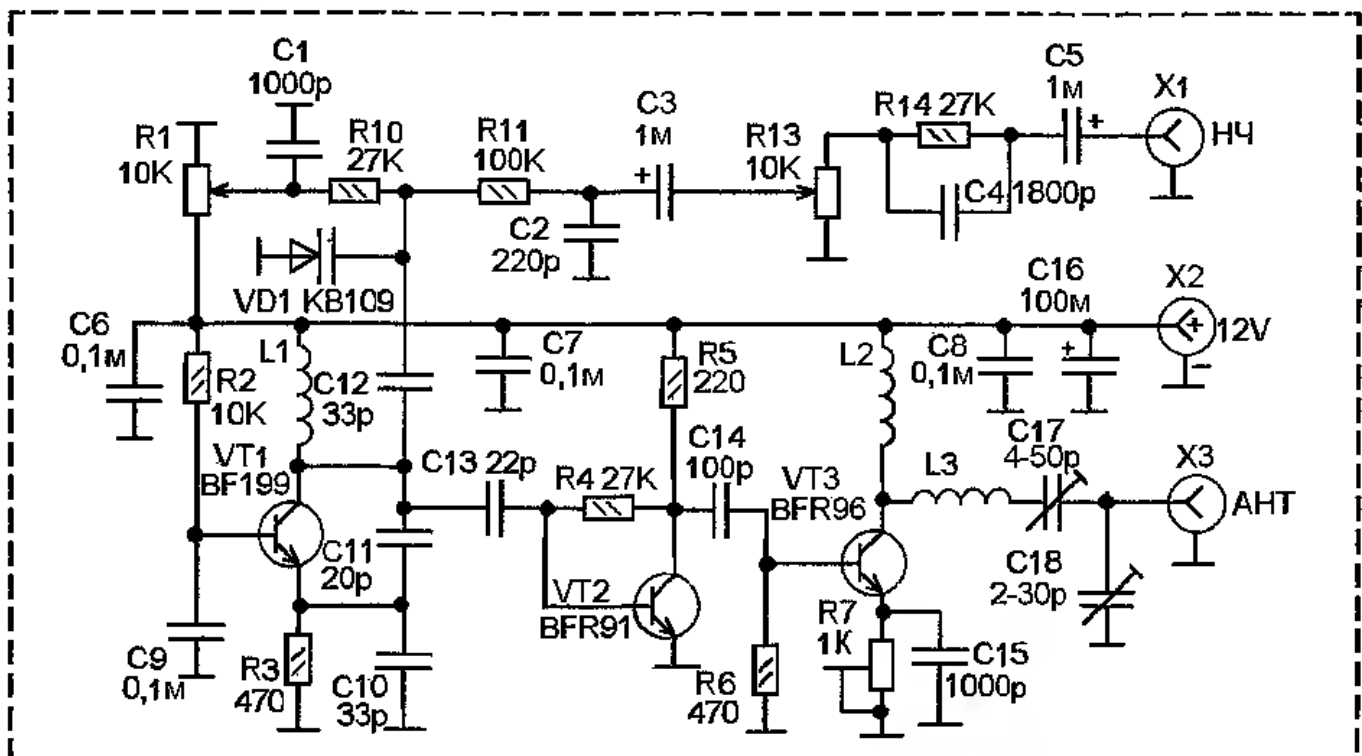 C1
1000p
R1
10K
R10
27K
R11
100K
C3
1м
+
C2
220p
R13
10K
R14 27K
C4 1800p
C5
1м
+
X1
НЧ
VD1 KB109
C6
0,1м
R2
10K
L1
C12
33p
C7
0,1м
R5
220
L2
C8
0,1м
C16
100м
+
X2
+
12V
–
VT1
BF199
C13 22p
R4 27K
C14
100p
VT3
BFR96
L3
C17
4-50p
X3
АНТ
C11
20p
VT2
BFR91
C18
2-30p
C9
0,1м
R3
470
C10
33p
R6
470
R7
1K
C15
1000p